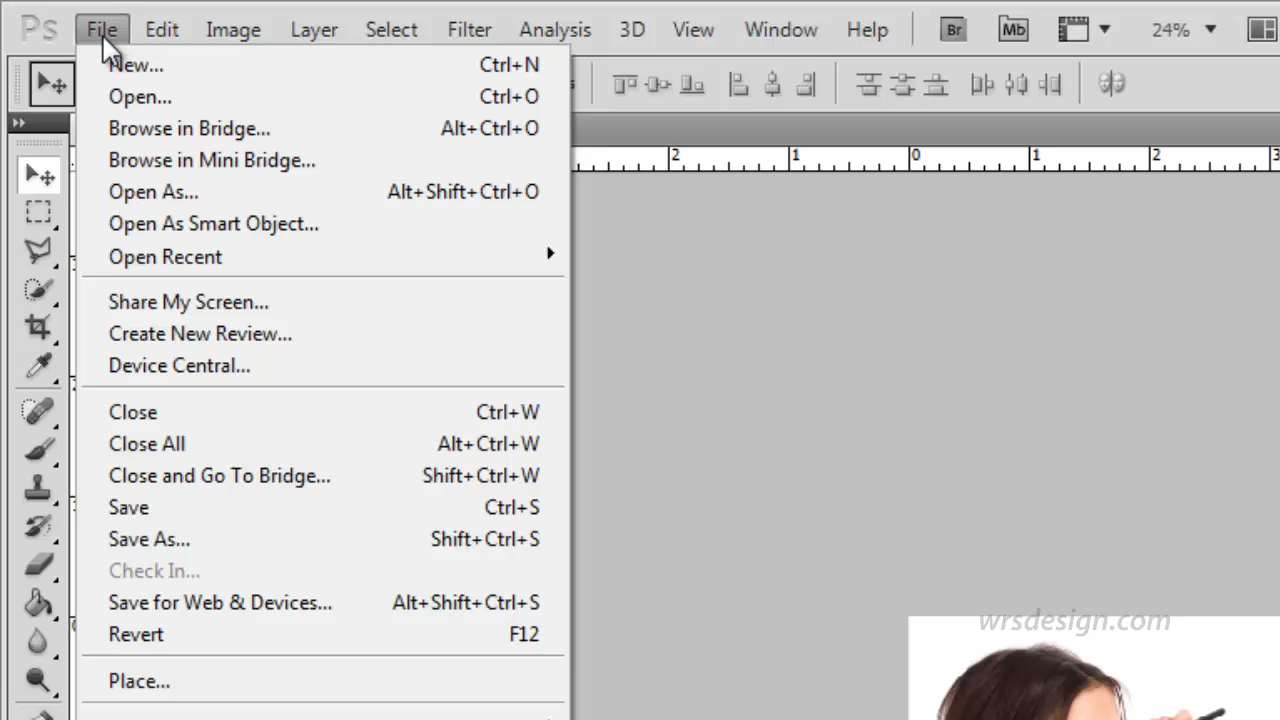 Ps File Edit Image Layer Select Filter Analysis 3D View Window Help Br Mb 24%
New... Ctrl+N
Open... Ctrl+O
Browse in Bridge... Alt+Ctrl+O
Browse in Mini Bridge...
2 1 0 1 2 3
Open As... Alt+Shift+Ctrl+O
Open As Smart Object...
Open Recent
Share My Screen...
Create New Review...
Device Central...
Close Ctrl+W
Close All Alt+Ctrl+W
Close and Go To Bridge... Shift+Ctrl+W
Save Ctrl+S
Save As... Shift+Ctrl+S
Check In...
Save for Web & Devices... Alt+Shift+Ctrl+S
wrsdesign.com
Revert F12
Place...